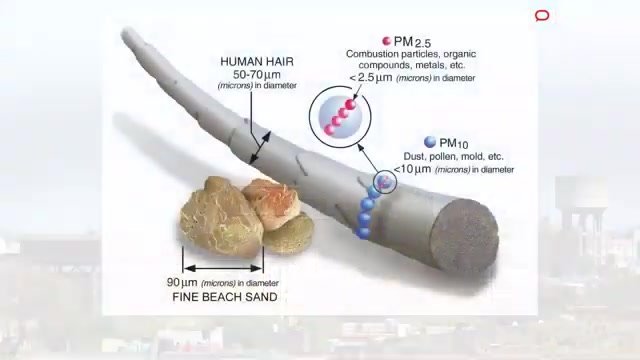 PM2.5
Combustion particles, organic
compounds, metals, etc.
<2.5µm (microns) in diameter
HUMAN HAIR
50-70µm
(microns) in diameter
PM10
Dust, pollen, mold, etc.
<10µm (microns) in diameter
90µm (microns) in diameter
FINE BEACH SAND